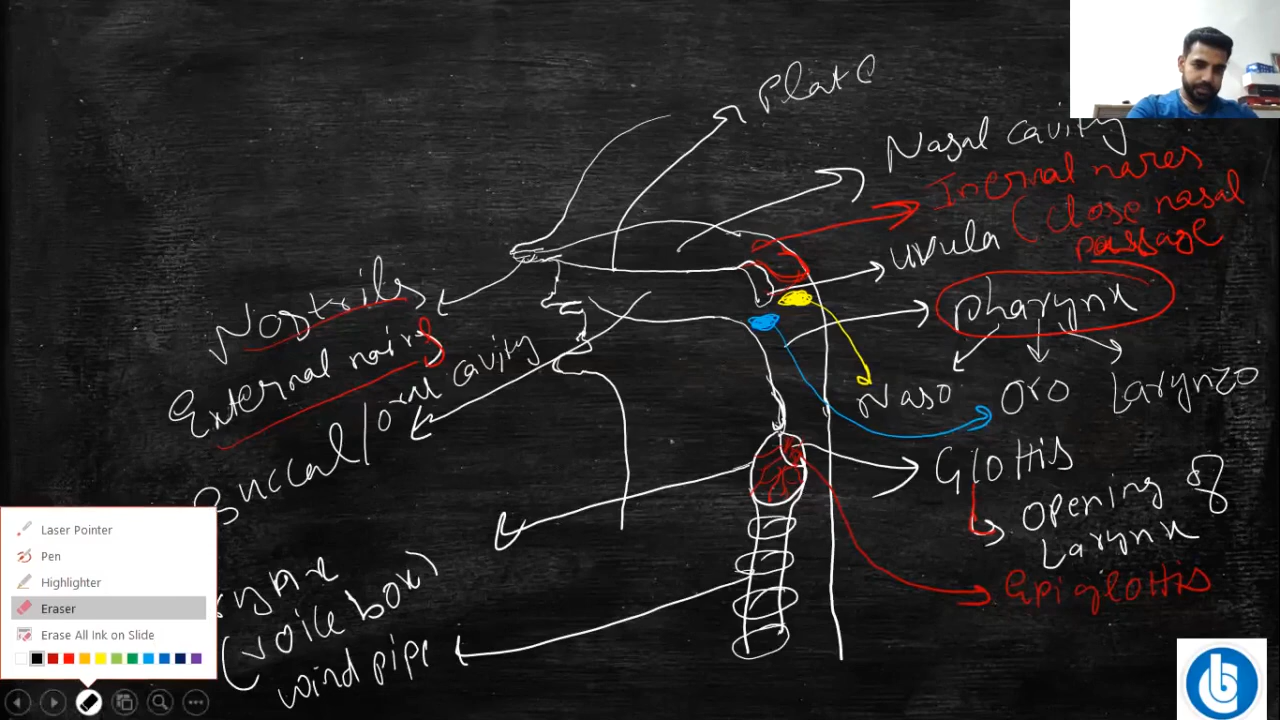 Plate
Nasal cavity
Internal nares
(close nasal
passage
uvula
Nostrils
pharynx
External nares
Buccal/oral cavity
Naso
Oro
Larynzo
Glottis
Opening of
Larynx
Epiglottis
(voice box)
wind pipe
Laser Pointer
Pen
Highlighter
Eraser
Erase All Ink on Slide
b